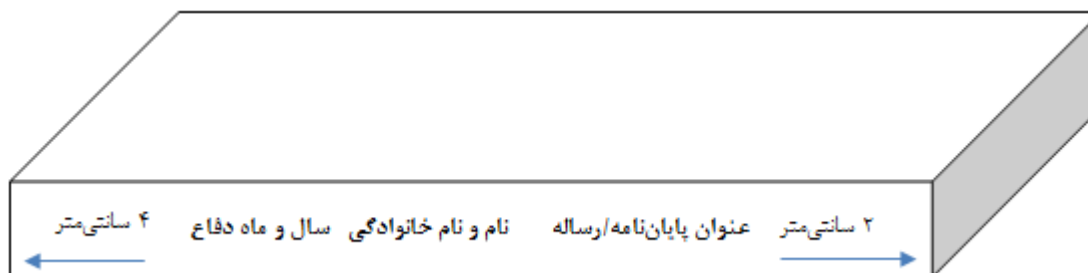 ۲ سانتی‌متر عنوان پایان‌نامه/رساله نام و نام خانوادگی سال و ماه دفاع ۴ سانتی‌متر